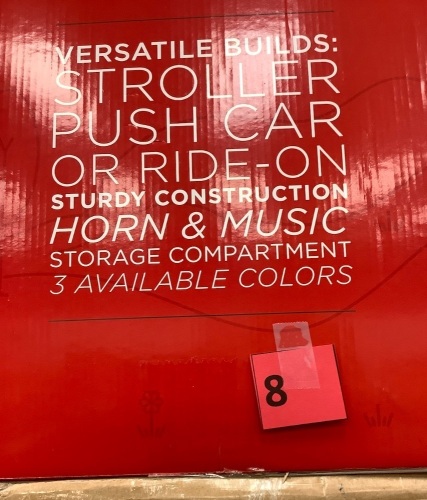 VERSATILE BUILDS:
STROLLER
PUSH CAR
OR RIDE-ON
STURDY CONSTRUCTION
HORN & MUSIC
STORAGE COMPARTMENT
3 AVAILABLE COLORS
8